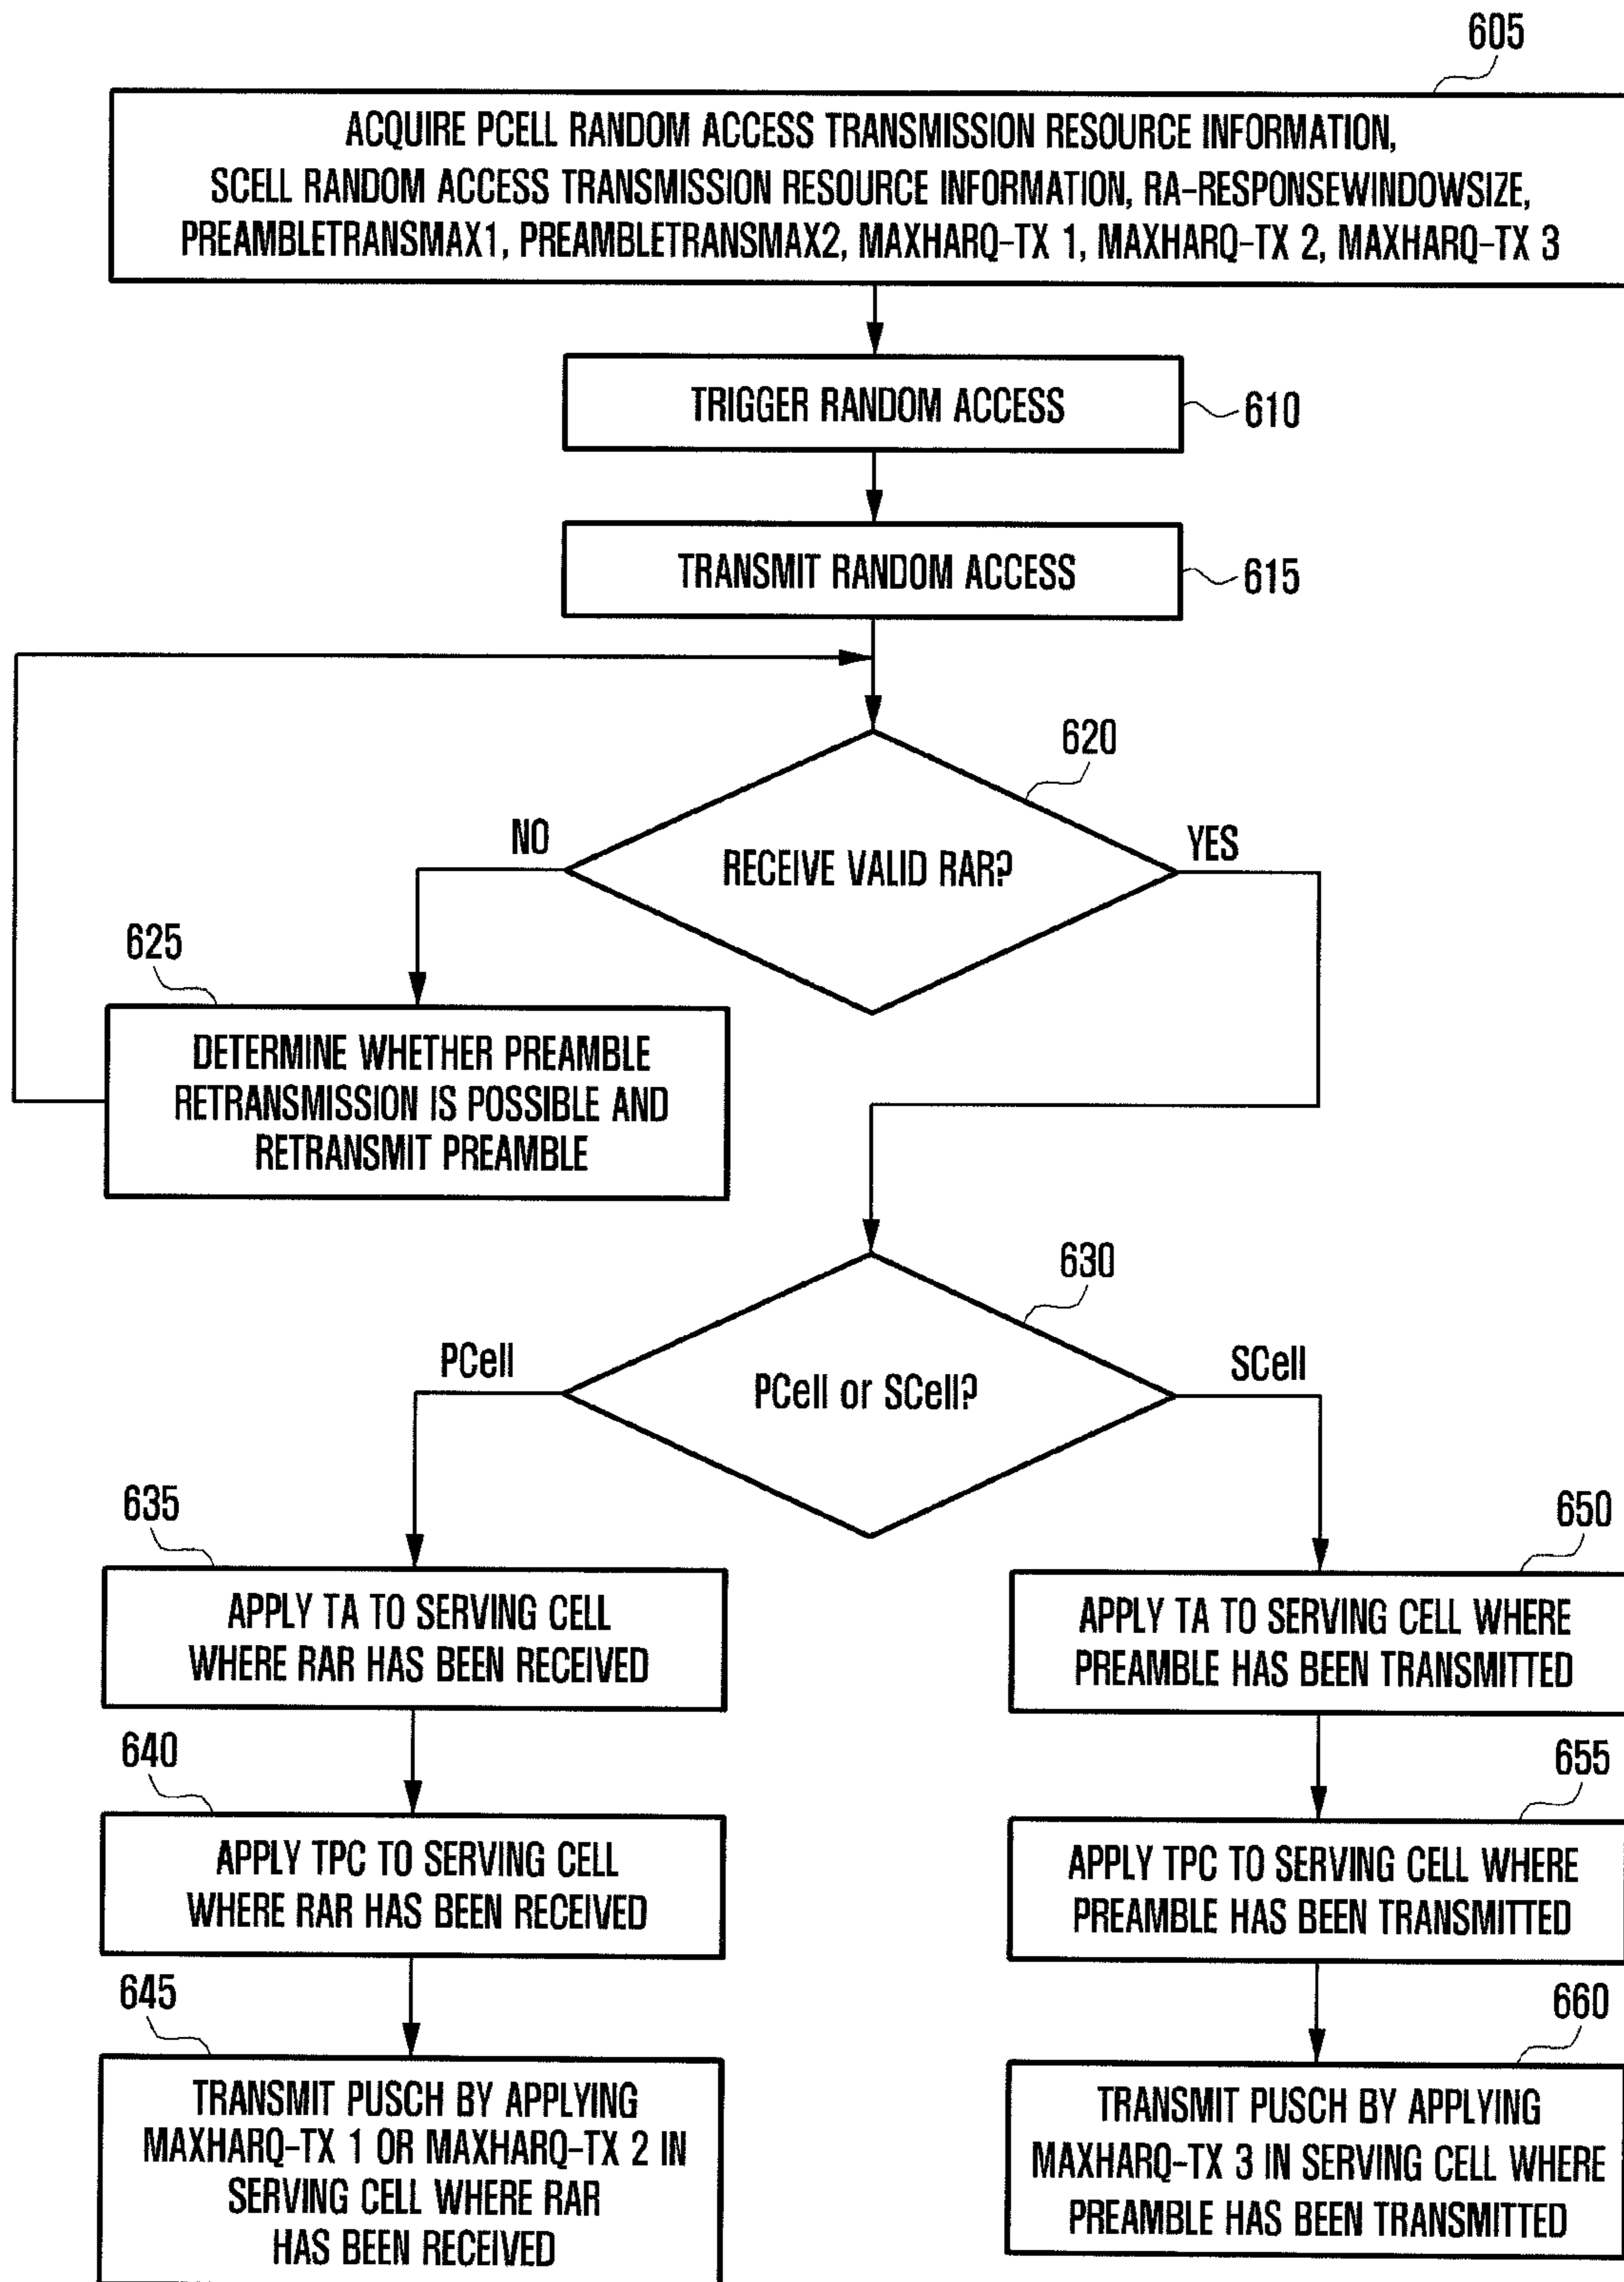 605
ACQUIRE PCELL RANDOM ACCESS TRANSMISSION RESOURCE INFORMATION,
SCELL RANDOM ACCESS TRANSMISSION RESOURCE INFORMATION, RA-RESPONSEWINDOWSIZE,
PREAMBLETRANSMAX1, PREAMBLETRANSMAX2, MAXHARQ-TX 1, MAXHARQ-TX 2, MAXHARQ-TX 3
TRIGGER RANDOM ACCESS
610
TRANSMIT RANDOM ACCESS
615
620
NO
RECEIVE VALID RAR?
YES
625
DETERMINE WHETHER PREAMBLE
RETRANSMISSION IS POSSIBLE AND
RETRANSMIT PREAMBLE
630
PCell
PCell or SCell?
SCell
635
APPLY TA TO SERVING CELL
WHERE RAR HAS BEEN RECEIVED
640
APPLY TPC TO SERVING CELL
WHERE RAR HAS BEEN RECEIVED
645
TRANSMIT PUSCH BY APPLYING
MAXHARQ-TX 1 OR MAXHARQ-TX 2 IN
SERVING CELL WHERE RAR
HAS BEEN RECEIVED
650
APPLY TA TO SERVING CELL WHERE
PREAMBLE HAS BEEN TRANSMITTED
655
APPLY TPC TO SERVING CELL WHERE
PREAMBLE HAS BEEN TRANSMITTED
660
TRANSMIT PUSCH BY APPLYING
MAXHARQ-TX 3 IN SERVING CELL WHERE
PREAMBLE HAS BEEN TRANSMITTED